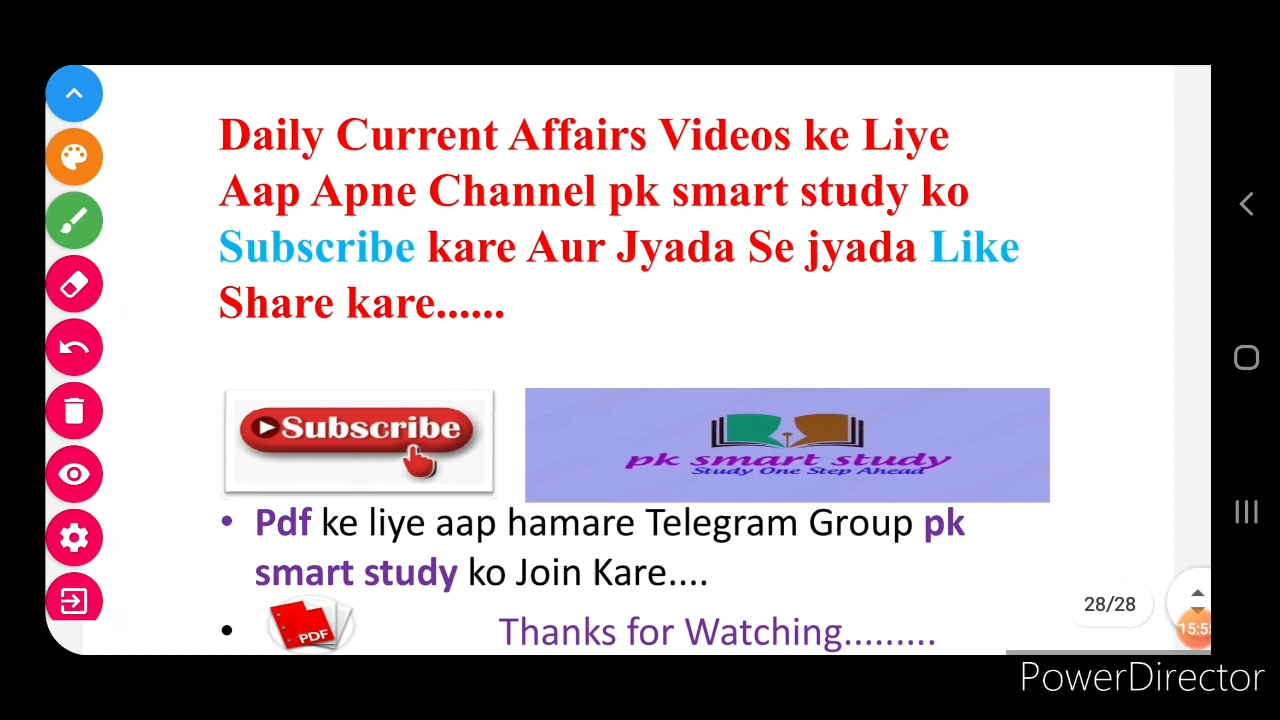 Daily Current Affairs Videos ke Liye
Aap Apne Channel pk smart study ko
Subscribe kare Aur Jyada Se jyada Like
Share kare......
Subscribe
pk smart study
Study One Step Ahead
• Pdf ke liye aap hamare Telegram Group pk
smart study ko Join Kare....
28/28
• PDF Thanks for Watching.........
15:55
PowerDirector